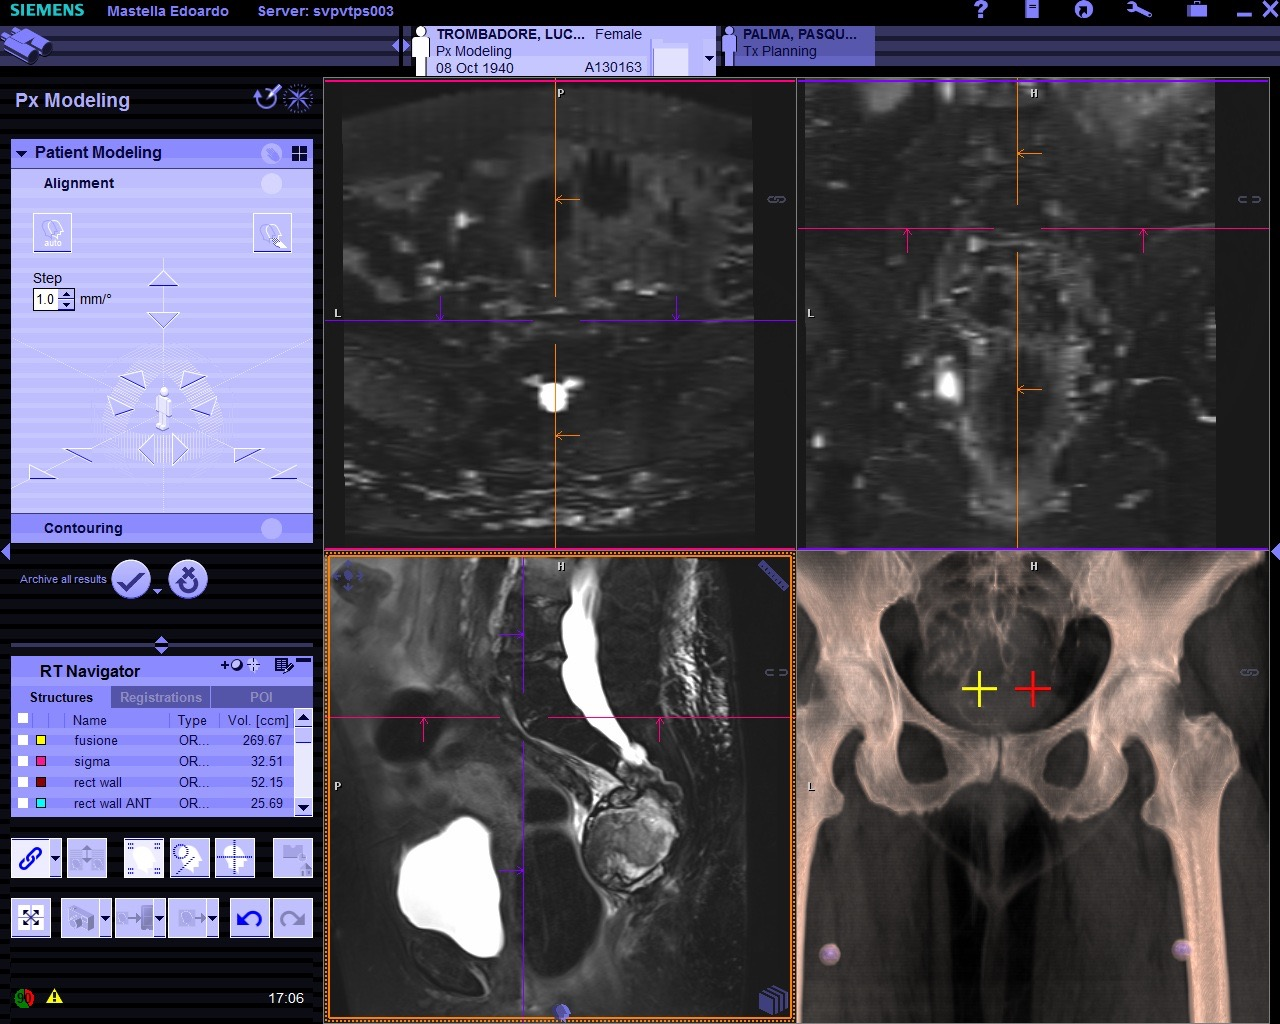 SIEMENS Mastella Edoardo Server: svpvtps003
TROMBADORE, LUC... Female
Px Modeling
08 Oct 1940 A130163
PALMA, PASQU...
Tx Planning
Px Modeling
Patient Modeling
Alignment
auto
Step
1.0 mm/°
Contouring
Archive all results
RT Navigator
Structures Registrations POI
Name Type Vol. [ccm]
fusione OR... 269.67
sigma OR... 32.51
rect wall OR... 52.15
rect wall ANT OR... 25.69
17:06
P
L
H
L
H
P
H
L